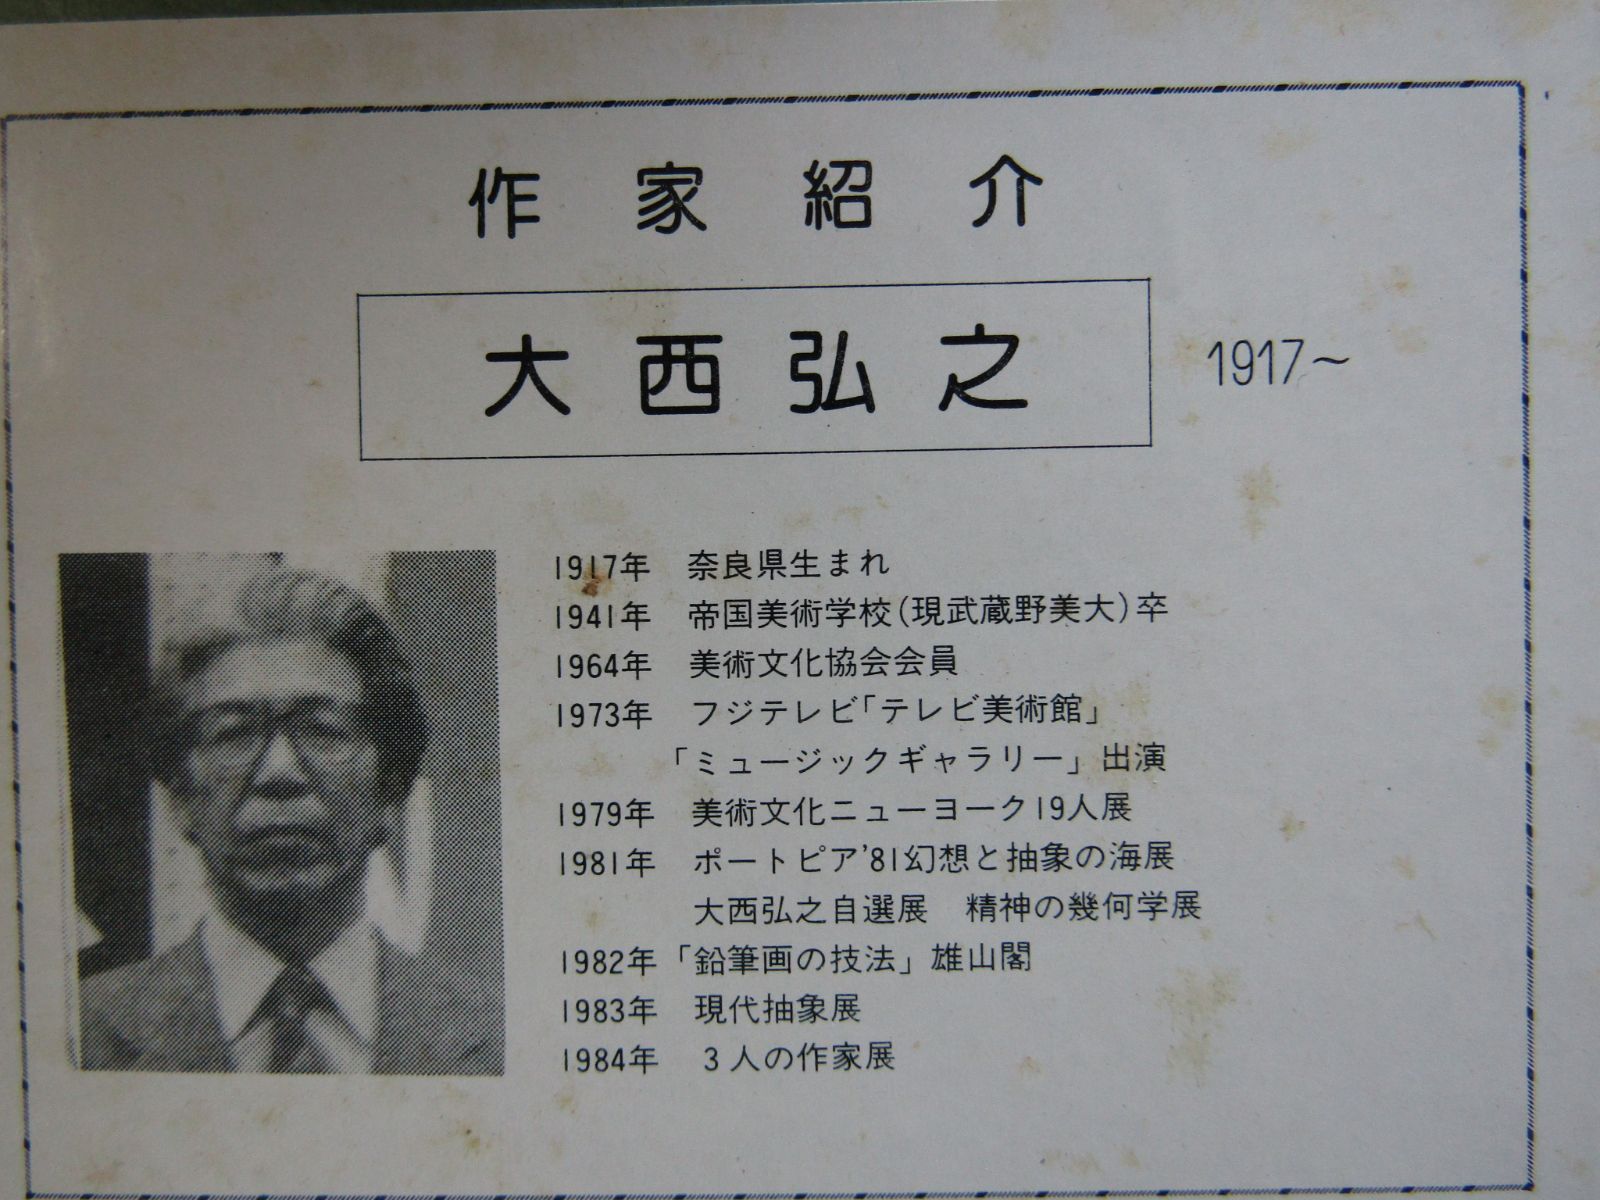 作家紹介
大西弘之 1917～
1917年 奈良県生まれ
1941年 帝国美術学校(現武蔵野美大)卒
1964年 美術文化協会会員
1973年 フジテレビ「テレビ美術館」
「ミュージックギャラリー」出演
1979年 美術文化ニューヨーク19人展
1981年 ポートピア'81幻想と抽象の海展
大西弘之自選展 精神の幾何学展
1982年「鉛筆画の技法」雄山閣
1983年 現代抽象展
1984年 3人の作家展